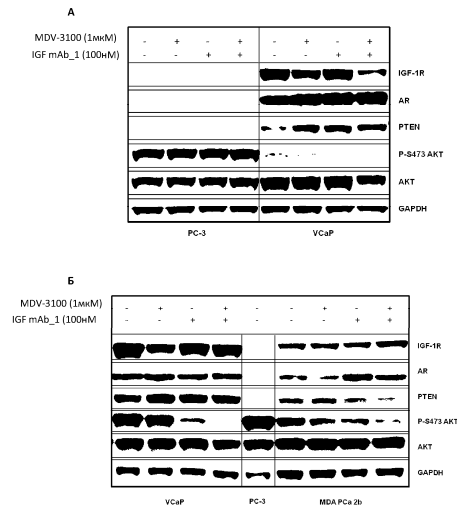 А
MDV-3100 (1мкМ) - + - +
IGF mAb_1 (100нМ) - - + + - - + +
IGF-1R
AR
PTEN
P-S473 AKT
AKT
GAPDH
PC-3 VCaP
Б
MDV-3100 (1мкМ) - + - + - - + - +
IGF mAb_1 (100нМ - - + + - - - + +
IGF-1R
AR
PTEN
P-S473 AKT
AKT
GAPDH
VCaP PC-3 MDA PCa 2b